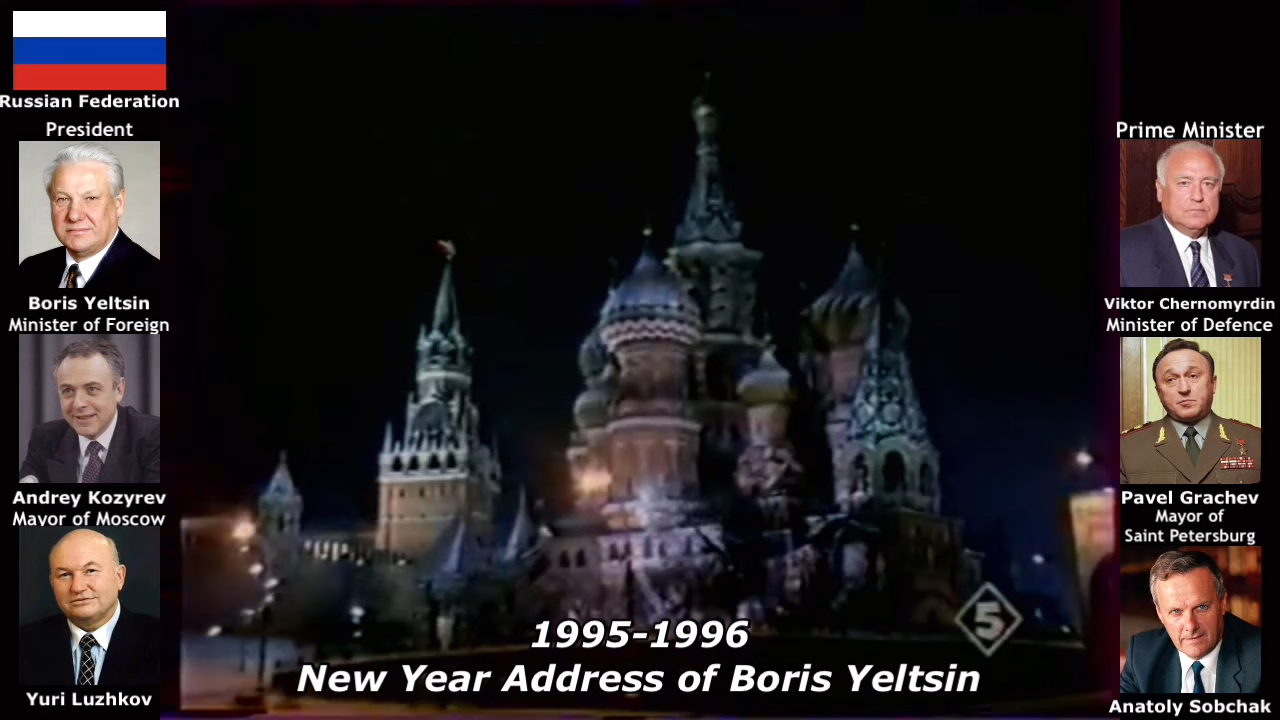 Russian Federation
President
Boris Yeltsin
Minister of Foreign
Andrey Kozyrev
Mayor of Moscow
Yuri Luzhkov
Prime Minister
Viktor Chernomyrdin
Minister of Defence
Pavel Grachev
Mayor of
Saint Petersburg
Anatoly Sobchak
5
1995-1996
New Year Address of Boris Yeltsin